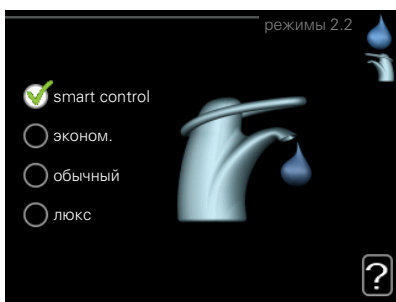 режимы 2.2
smart control
эконом.
обычный
люкс
?